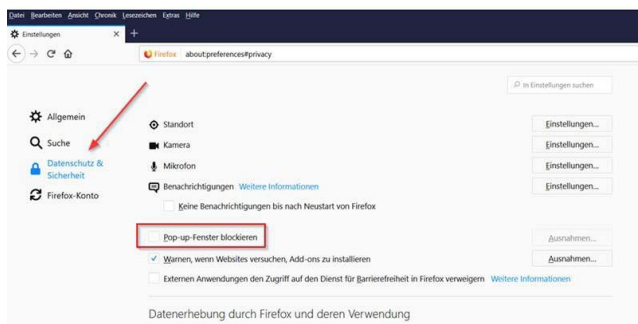 Datei Bearbeiten Ansicht Chronik Lesezeichen Extras Hilfe
Einstellungen
Firefox about:preferences#privacy
In Einstellungen suchen
Allgemein
Suche
Datenschutz &
Sicherheit
Firefox-Konto
Standort Einstellungen...
Kamera Einstellungen...
Mikrofon Einstellungen...
Benachrichtigungen Weitere Informationen Einstellungen...
Keine Benachrichtigungen bis nach Neustart von Firefox
Pop-up-Fenster blockieren Ausnahmen...
Warnen, wenn Websites versuchen, Add-ons zu installieren Ausnahmen...
Externen Anwendungen den Zugriff auf den Dienst für Barrierefreiheit in Firefox verweigern Weitere Informationen
Datenerhebung durch Firefox und deren Verwendung